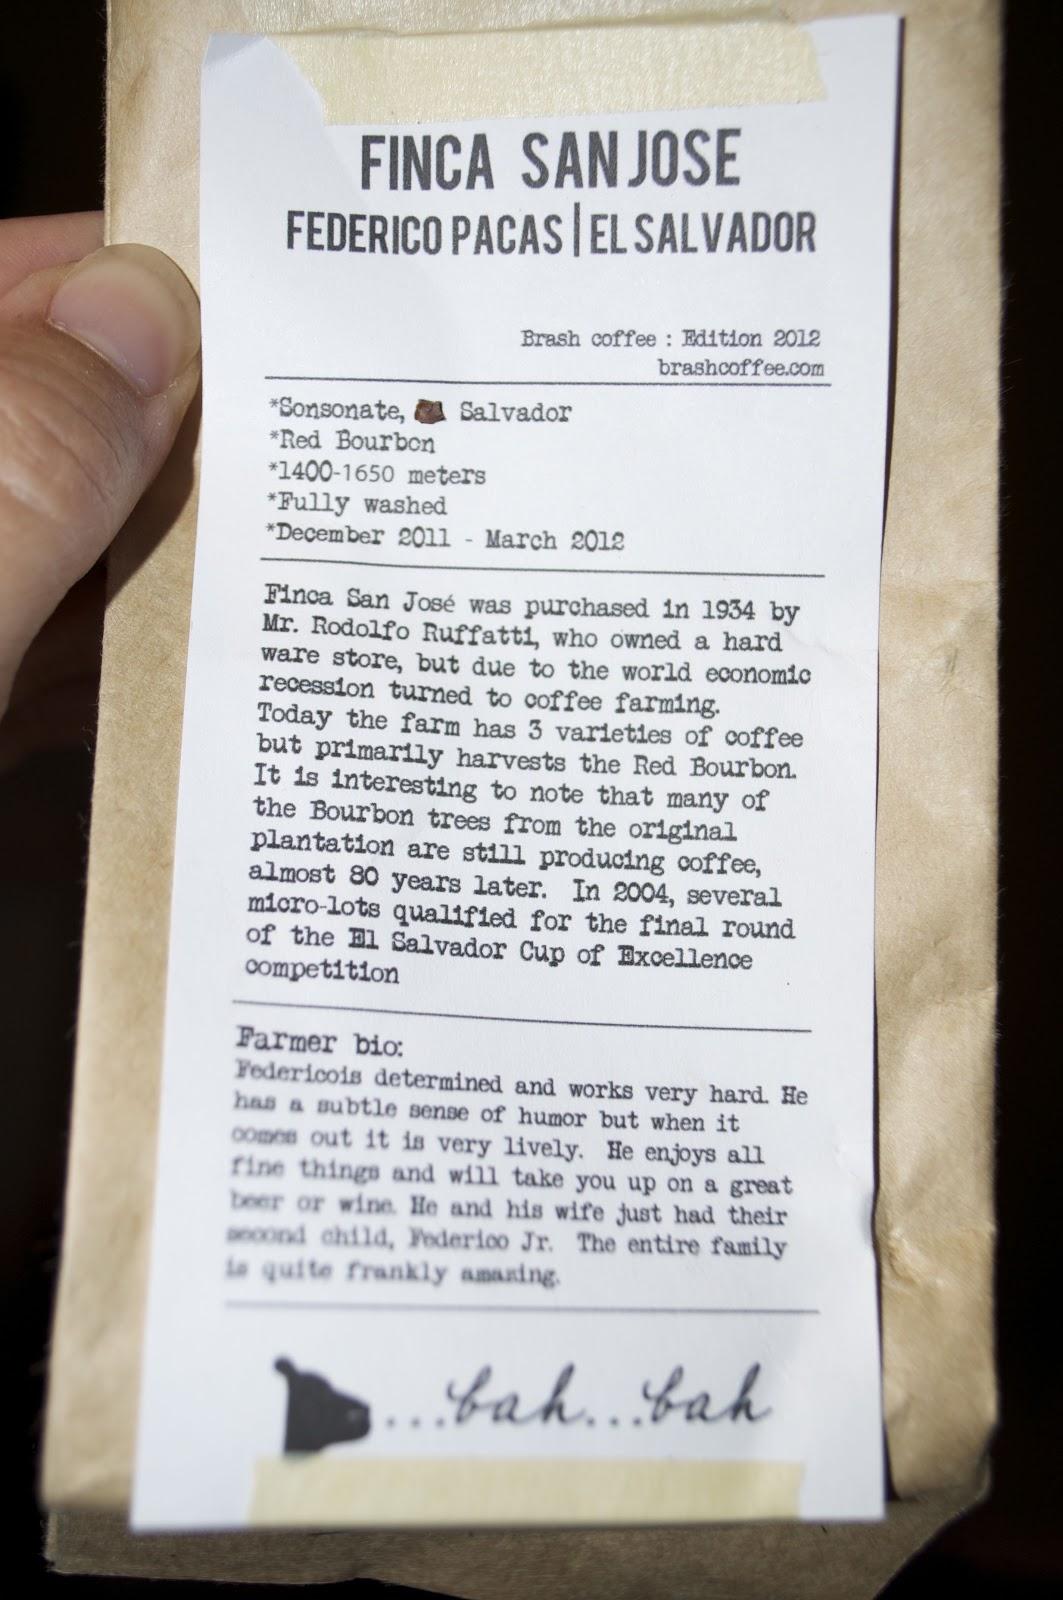 FINCA SAN JOSE
FEDERICO PACAS | EL SALVADOR
Brash coffee : Edition 2012
brashcoffee.com
*Sonsonate, Salvador
*Red Bourbon
*1400-1650 meters
*Fully washed
*December 2011 - March 2012
Finca San José was purchased in 1934 by
Mr. Rodolfo Ruffatti, who owned a hard
ware store, but due to the world economic
recession turned to coffee farming.
Today the farm has 3 varieties of coffee
but primarily harvests the Red Bourbon.
It is interesting to note that many of
the Bourbon trees from the original
plantation are still producing coffee,
almost 80 years later. In 2004, several
micro-lots qualified for the final round
of the El Salvador Cup of Excellence
competition
Farmer bio:
Federicois determined and works very hard. He
has a subtle sense of humor but when it
comes out it is very lively. He enjoys all
fine things and will take you up on a great
beer or wine. He and his wife just had their
second child, Federico Jr. The entire family
is quite frankly amazing.
...bah...bah